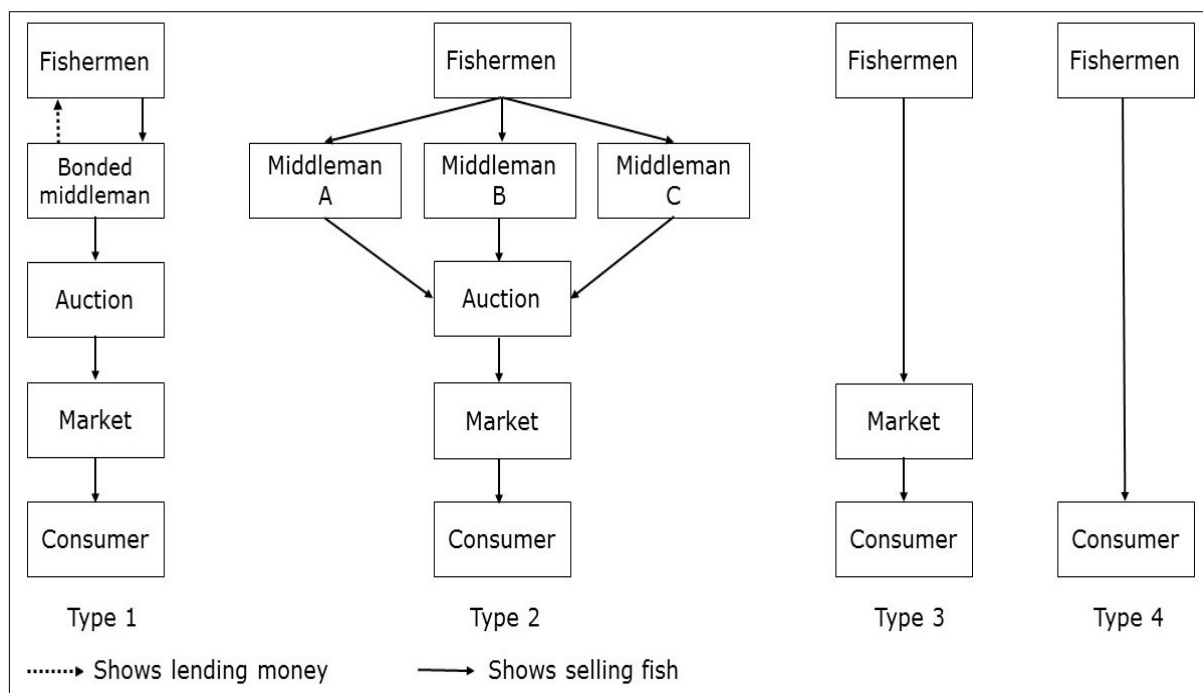 Fishermen
Bonded
middleman
Auction
Market
Consumer
Type 1
Fishermen
Middleman
A
Middleman
B
Middleman
C
Auction
Market
Consumer
Type 2
Fishermen
Market
Consumer
Type 3
Fishermen
Consumer
Type 4
Shows lending money
Shows selling fish